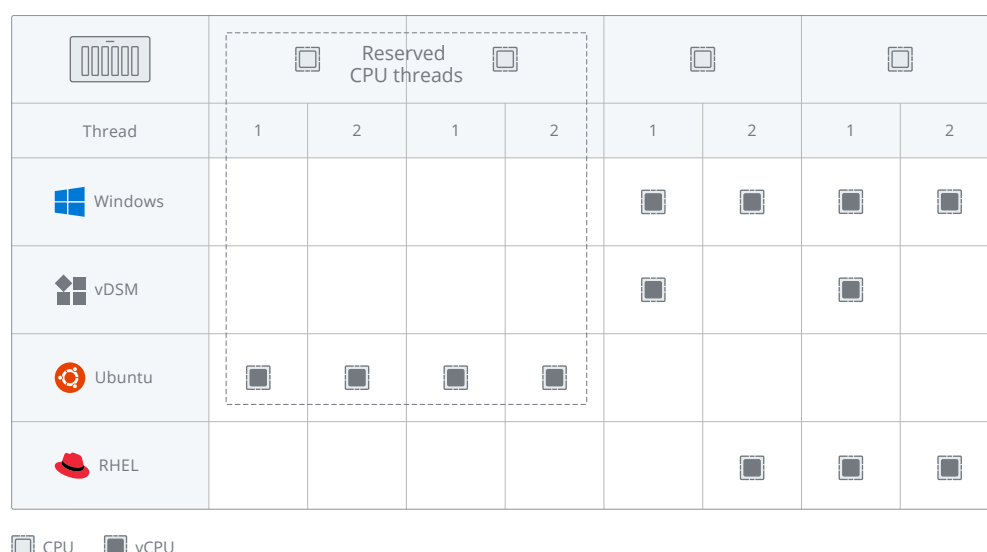 Reserved
CPU threads
Thread 1 2 1 2 1 2 1 2
Windows
vDSM
Ubuntu
RHEL
CPU vCPU